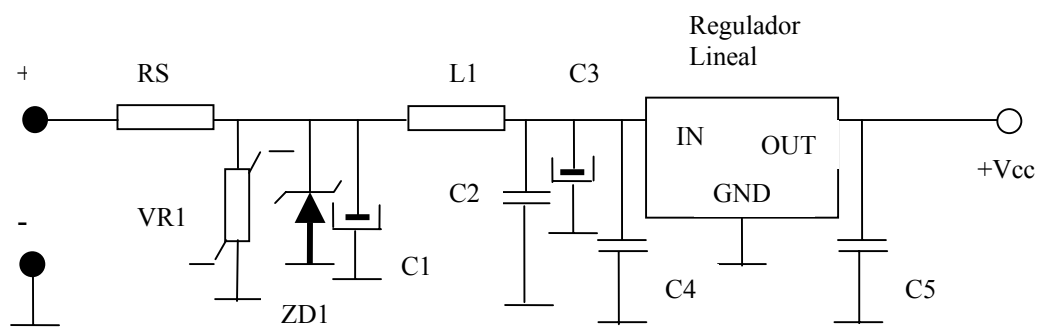 Regulador
Lineal
+
RS
L1
C3
IN
OUT
+Vcc
GND
C2
-
VR1
C1
C4
C5
ZD1